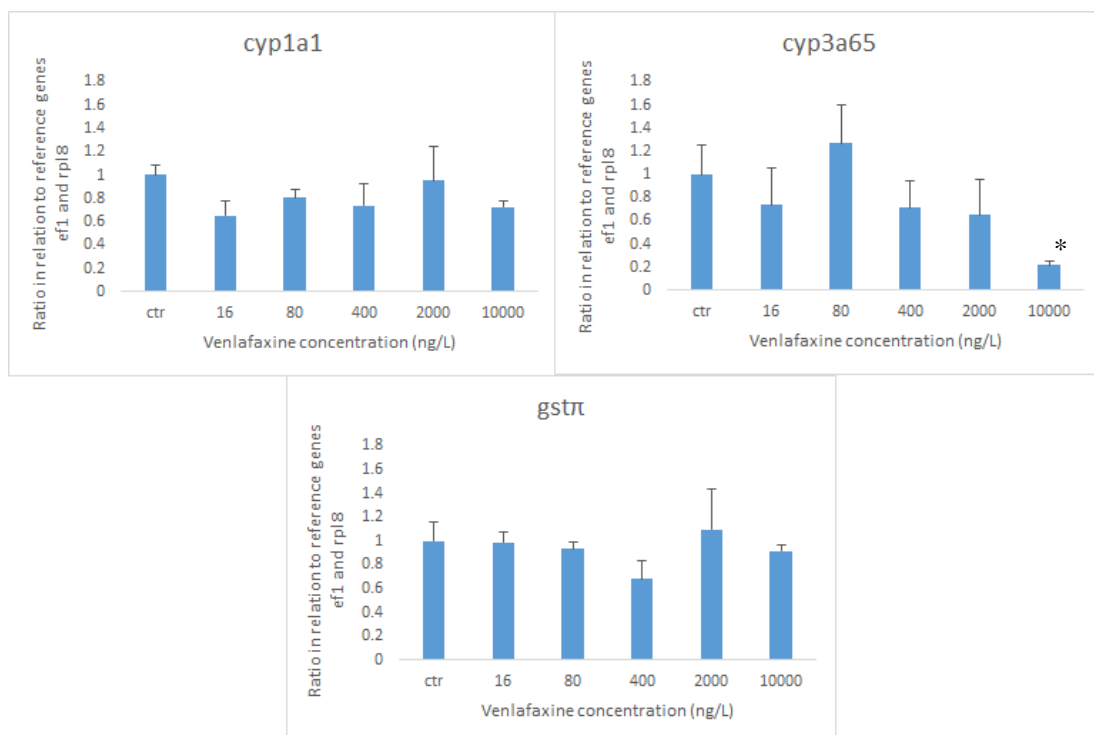 cyp1a1
Ratio in relation to reference genes
ef1 and rpl8
1.8
1.6
1.4
1.2
1
0.8
0.6
0.4
0.2
0
ctr 16 80 400 2000 10000
Venlafaxine concentration (ng/L)
cyp3a65
Ratio in relation to reference genes
ef1 and rpl8
1.8
1.6
1.4
1.2
1
0.8
0.6
0.4
0.2
0
*
ctr 16 80 400 2000 10000
Venlafaxine concentration (ng/L)
gstπ
Ratio in relation to reference genes
ef1 and rpl8
1.8
1.6
1.4
1.2
1
0.8
0.6
0.4
0.2
0
ctr 16 80 400 2000 10000
Venlafaxine concentration (ng/L)